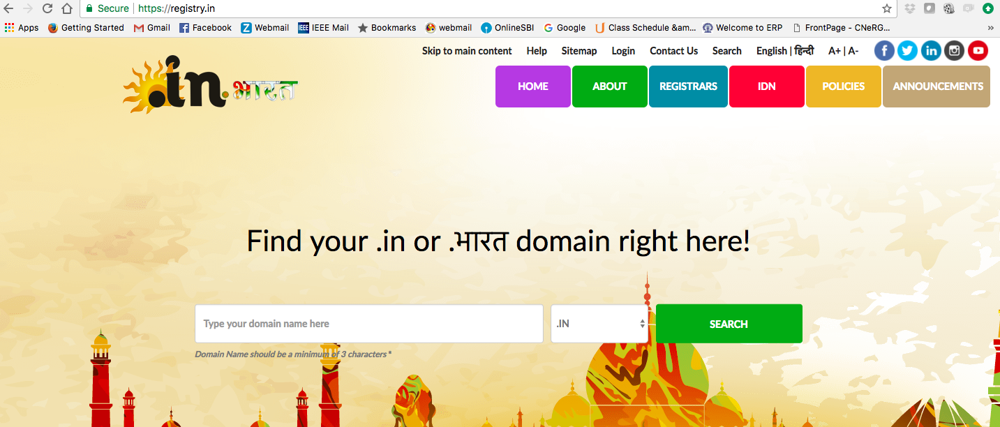 Secure | https://registry.in
Apps Getting Started Gmail Facebook Webmail IEEE IEEE Mail Bookmarks webmail OnlineSBI Google Class Schedule &am... Welcome to ERP FrontPage - CNeRG... »
Skip to main content Help Sitemap Login Contact Us Search English | हिन्दी A+ | A-
.in.भारत
HOME ABOUT REGISTRARS IDN POLICIES ANNOUNCEMENTS
Find your .in or .भारत domain right here!
Type your domain name here .IN SEARCH
Domain Name should be a minimum of 3 characters *